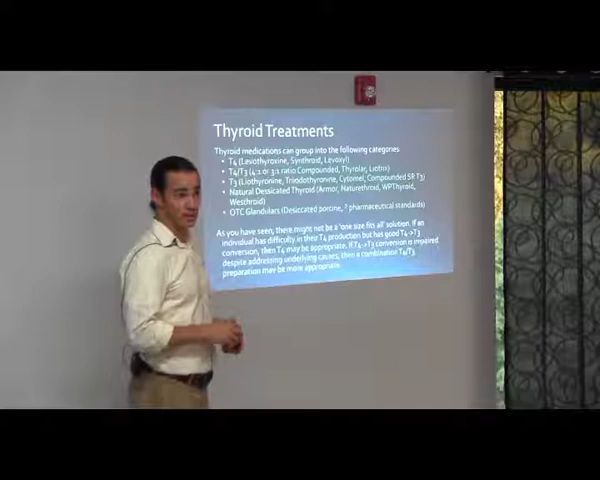 Thyroid Treatments
Thyroid medications can group into the following categories
• T4 (Levothyroxine, Synthroid, Levoxyl)
• T4/T3 (4:1 or 3:1 ratio Compounded, Thyrolar, Liotrix)
• T3 (Liothyronine, Triiodothyronine, Cytomel, Compounded SR T3)
• Natural Dessicated Thyroid (Armor, Naturethroid, WPThyroid,
Westhroid)
• OTC Glandulars (Desiccated porcine, ? pharmaceutical standards)
As you have seen, there might not be a 'one size fits all' solution. If an
individual has difficulty in their T4 production but has good T4->T3
conversion, then T4 may be appropriate. If T4->T3 conversion is impaired
despite addressing underlying causes, then a combination T4/T3
preparation may be more appropriate.